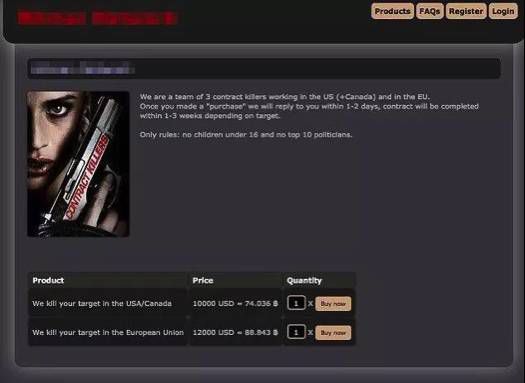 Products FAQs Register Login
We are a team of 3 contract killers working in the US (+Canada) and in the EU.
Once you made a "purchase" we will reply to you within 1-2 days, contract will be completed
within 1-3 weeks depending on target.
Only rules: no children under 16 and no top 10 politicians.
CONTRACT KILLERS
Product Price Quantity
We kill your target in the USA/Canada 10000 USD = 74.036 ฿ 1 X Buy now
We kill your target in the European Union 12000 USD = 88.843 ฿ 1 X Buy now